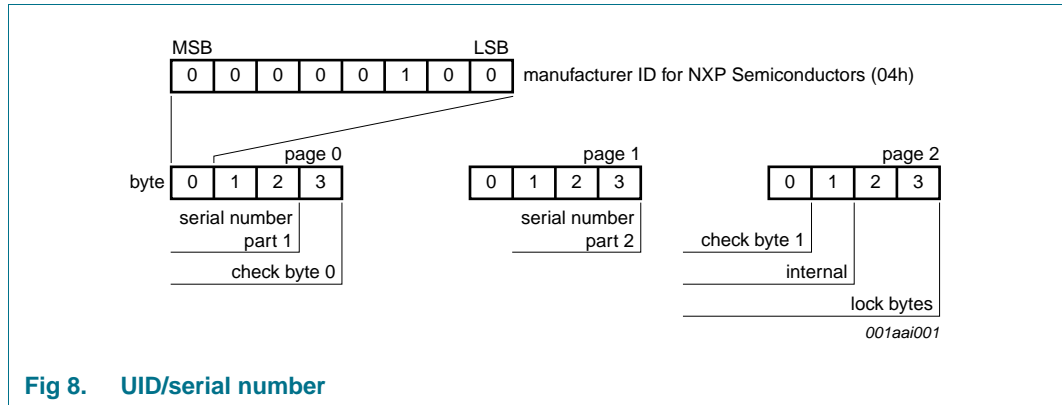 MSB LSB
0 0 0 0 0 1 0 0 manufacturer ID for NXP Semiconductors (04h)
page 0 page 1 page 2
byte 0 1 2 3 0 1 2 3 0 1 2 3
serial number serial number
part 1 part 2 check byte 1
check byte 0 internal
lock bytes
001aai001
Fig 8. UID/serial number